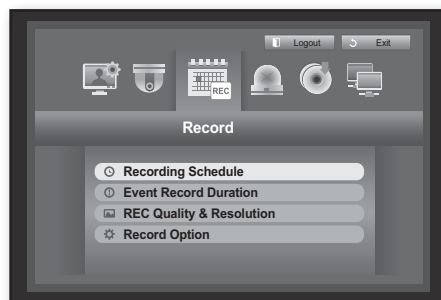 Logout Exit
REC
Record
Recording Schedule
Event Record Duration
REC Quality & Resolution
Record Option